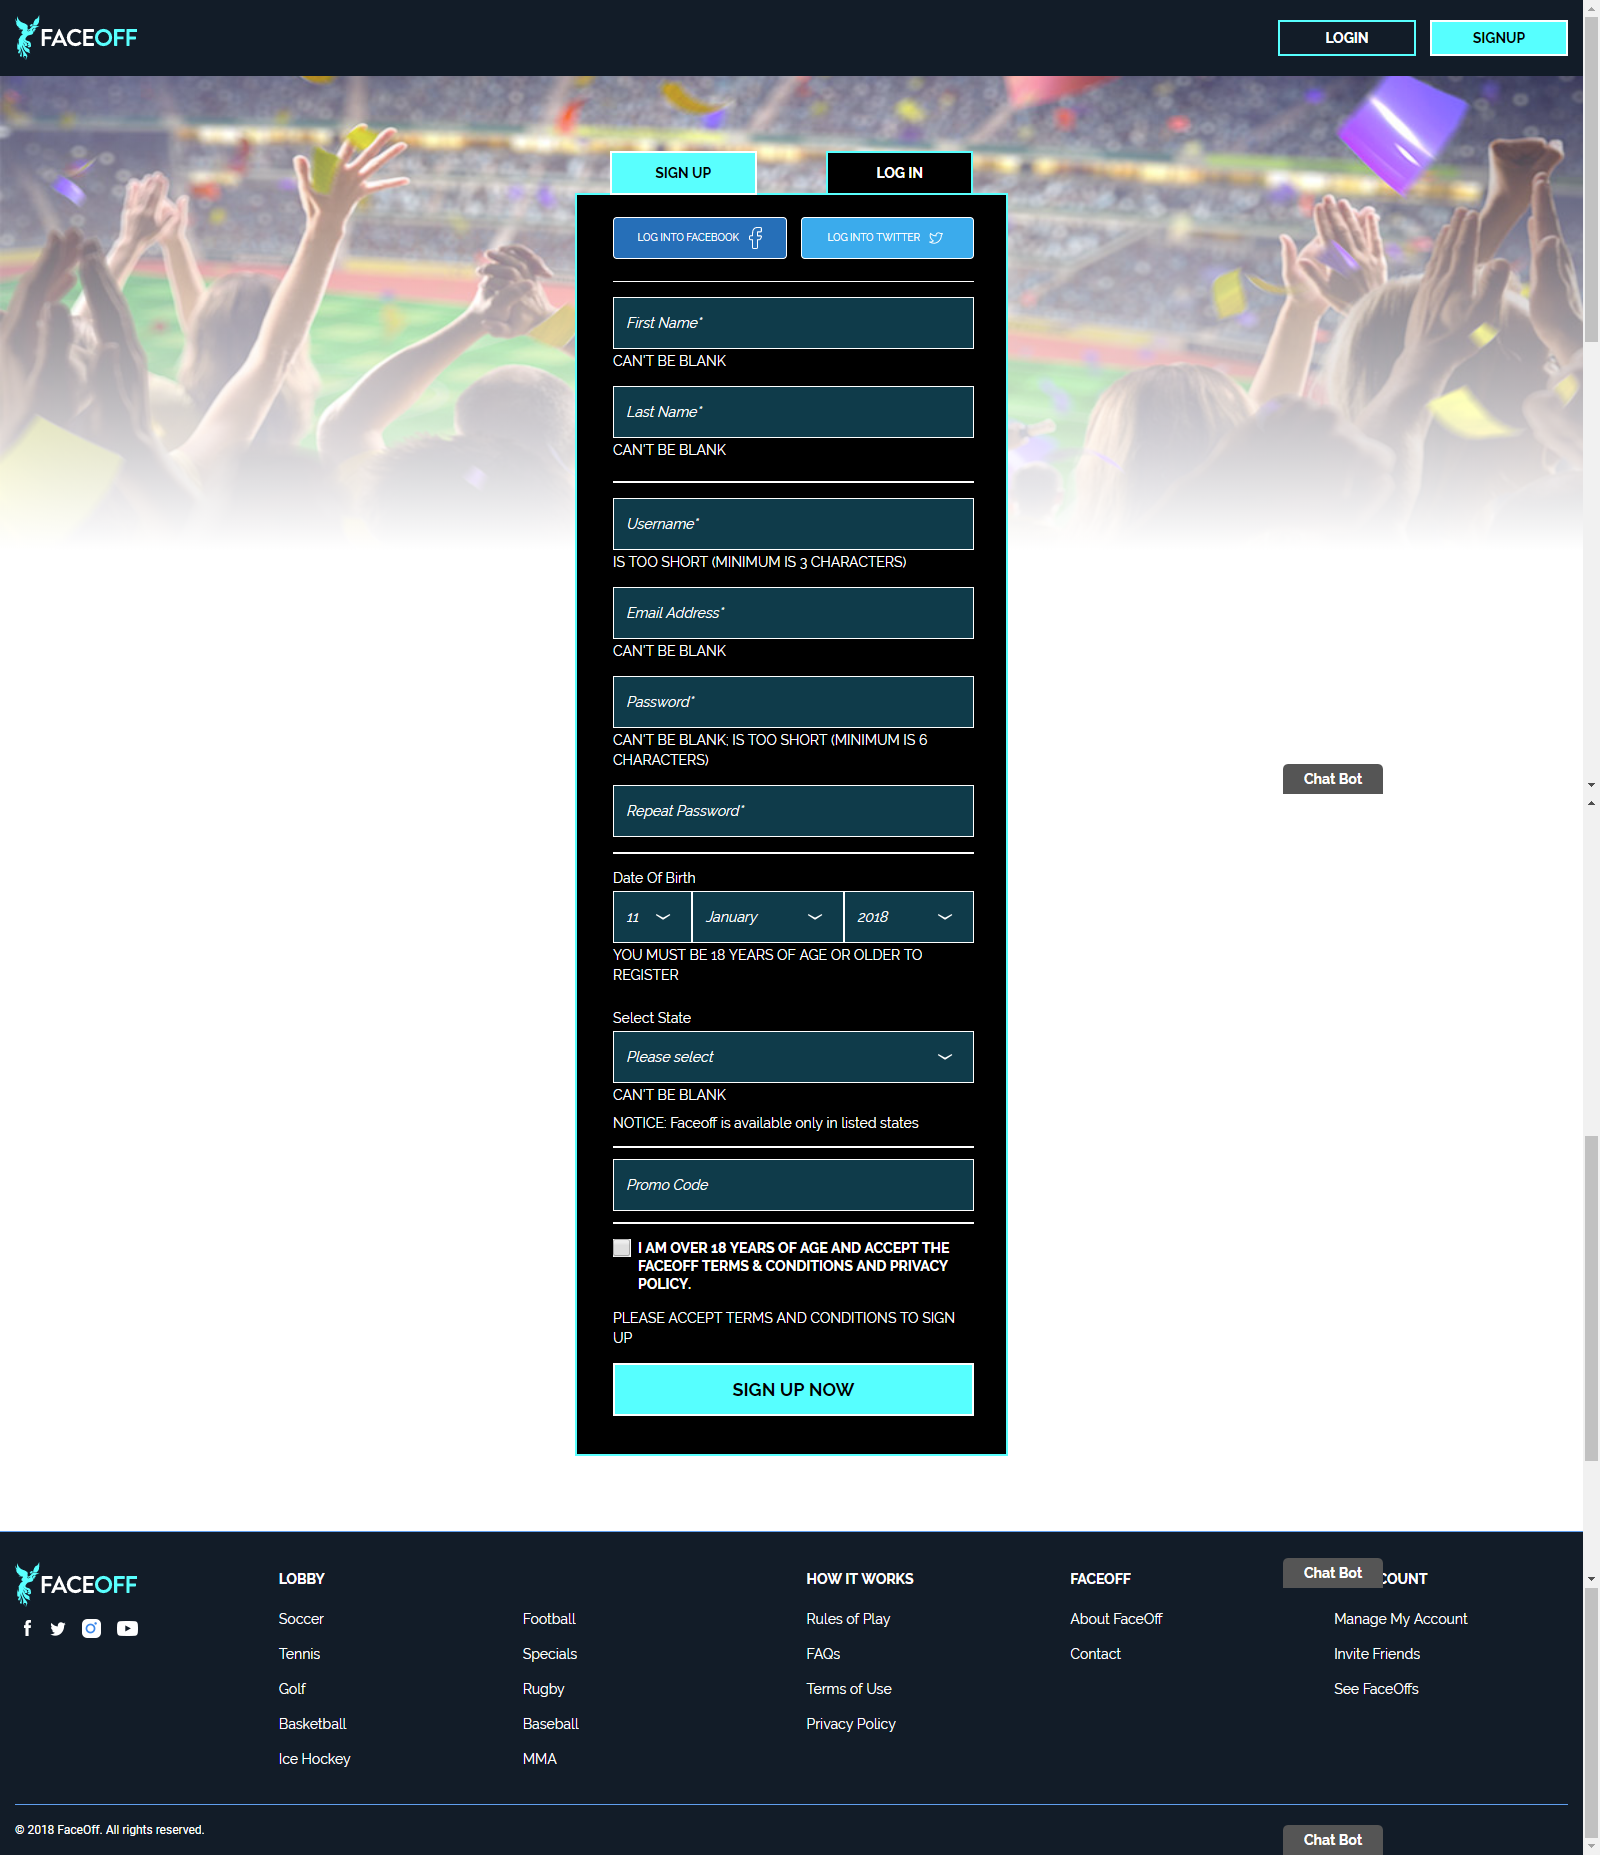 FACEOFF
LOGIN
SIGNUP
SIGN UP
LOG IN
LOG INTO FACEBOOK
LOG INTO TWITTER
First Name*
CAN'T BE BLANK
Last Name*
CAN'T BE BLANK
Username*
IS TOO SHORT (MINIMUM IS 3 CHARACTERS)
Email Address*
CAN'T BE BLANK
Password*
CAN'T BE BLANK; IS TOO SHORT (MINIMUM IS 6
CHARACTERS)
Chat Bot
Repeat Password*
Date Of Birth
11
January
2018
YOU MUST BE 18 YEARS OF AGE OR OLDER TO
REGISTER
Select State
Please select
CAN'T BE BLANK
NOTICE: Faceoff is available only in listed states
Promo Code
I AM OVER 18 YEARS OF AGE AND ACCEPT THE
FACEOFF TERMS & CONDITIONS AND PRIVACY
POLICY.
PLEASE ACCEPT TERMS AND CONDITIONS TO SIGN
UP
SIGN UP NOW
FACEOFF
LOBBY
Soccer
Tennis
Golf
Basketball
Ice Hockey
Football
Specials
Rugby
Baseball
MMA
HOW IT WORKS
Rules of Play
FAQs
Terms of Use
Privacy Policy
FACEOFF
About FaceOff
Contact
Chat Bot
COUNT
Manage My Account
Invite Friends
See FaceOffs
© 2018 FaceOff. All rights reserved.
Chat Bot